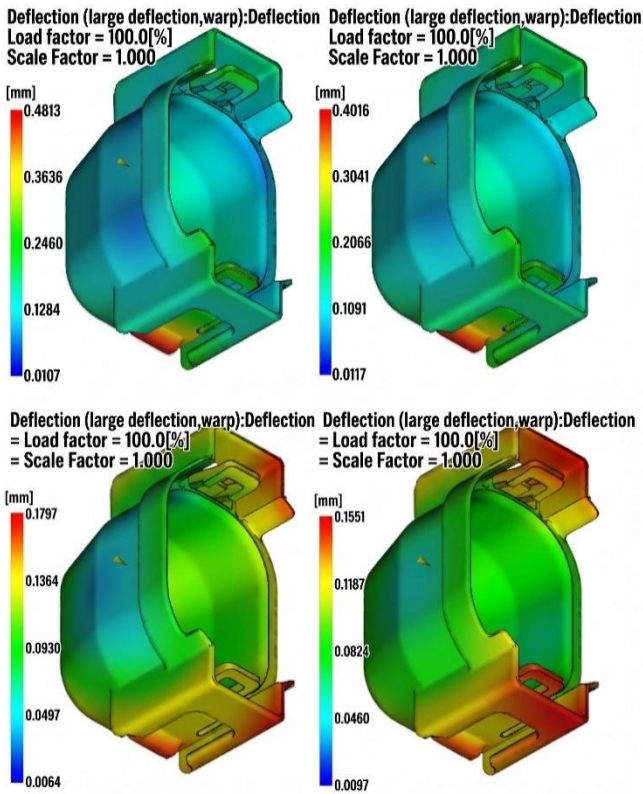 Deflection (large deflection,warp):Deflection
Load factor = 100.0[%]
Scale Factor = 1.000
[mm]
0.4813
0.3636
0.2460
0.1284
0.0107
Deflection (large deflection,warp):Deflection
Load factor = 100.0[%]
Scale Factor = 1.000
[mm]
0.4016
0.3041
0.2066
0.1091
0.0117
Deflection (large deflection,warp):Deflection
= Load factor = 100.0[%]
= Scale Factor = 1.000
[mm]
0.1797
0.1364
0.0930
0.0497
0.0064
Deflection (large deflection,warp):Deflection
= Load factor = 100.0[%]
= Scale Factor = 1.000
[mm]
0.1551
0.1187
0.0824
0.0460
0.0097